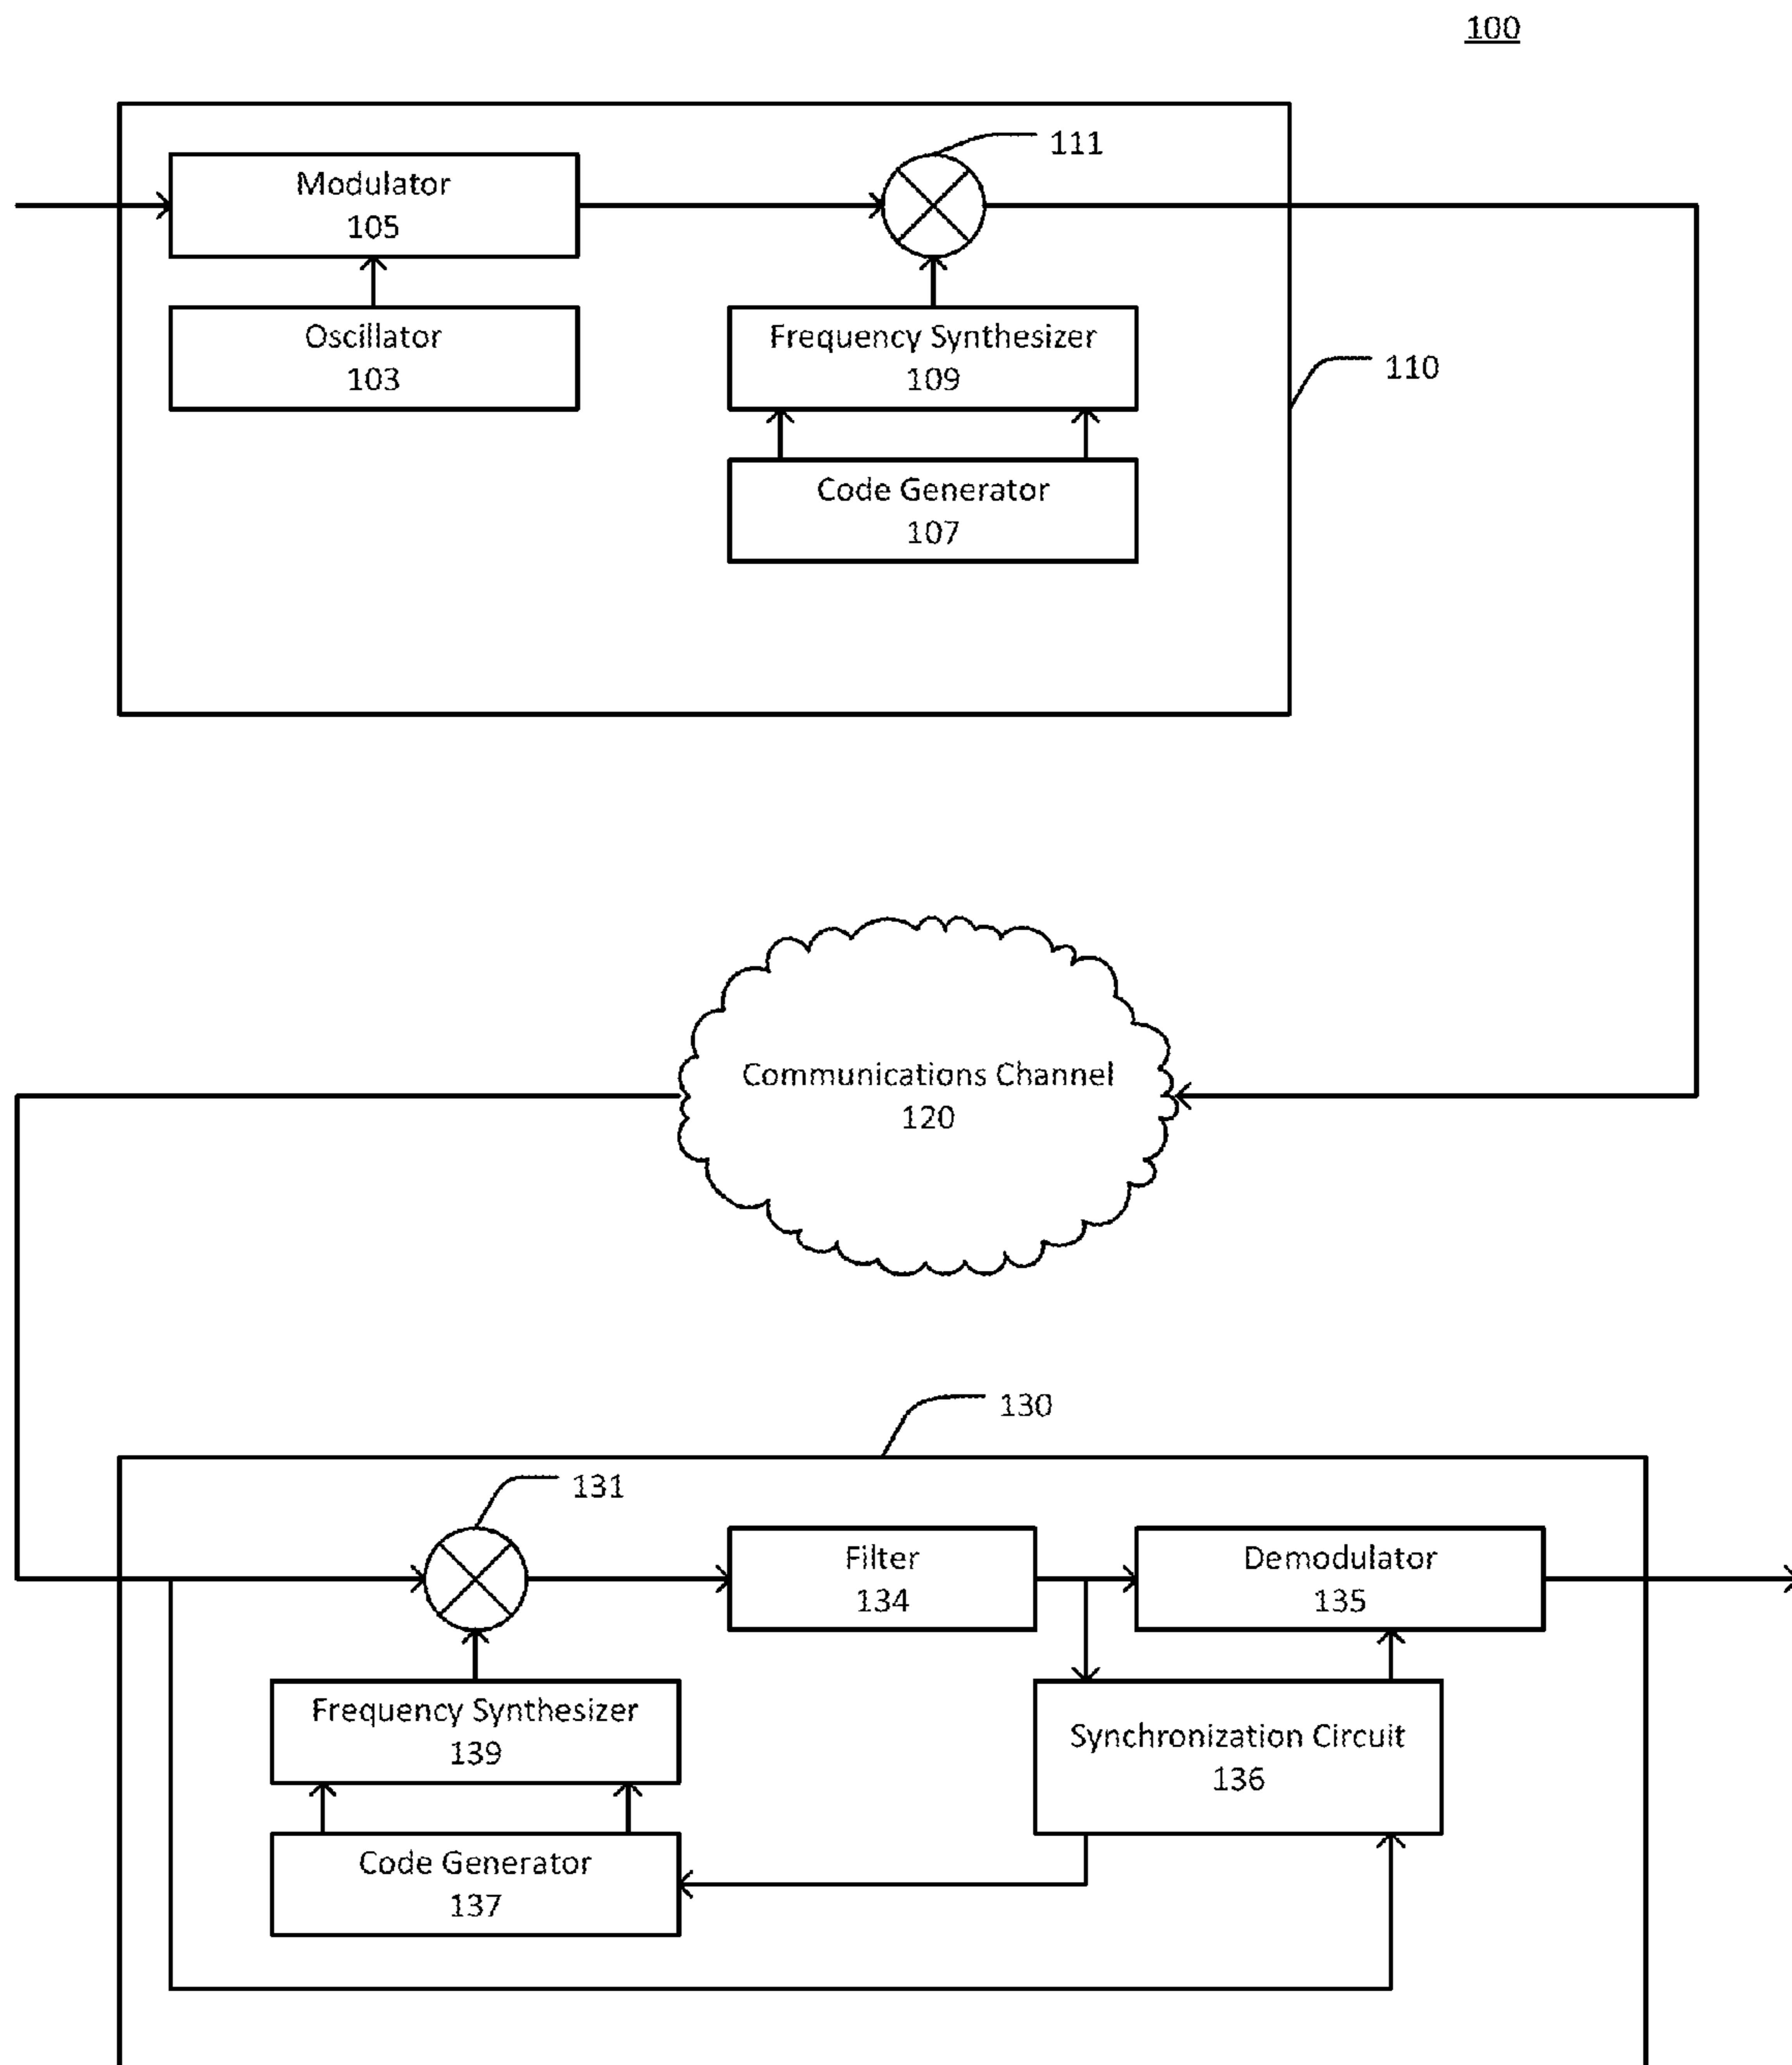 100
111
Modulator
105
Oscillator
103
Frequency Synthesizer
109
110
Code Generator
107
Communications Channel
120
130
131
Filter
134
Demodulator
135
Frequency Synthesizer
139
Synchronization Circuit
136
Code Generator
137